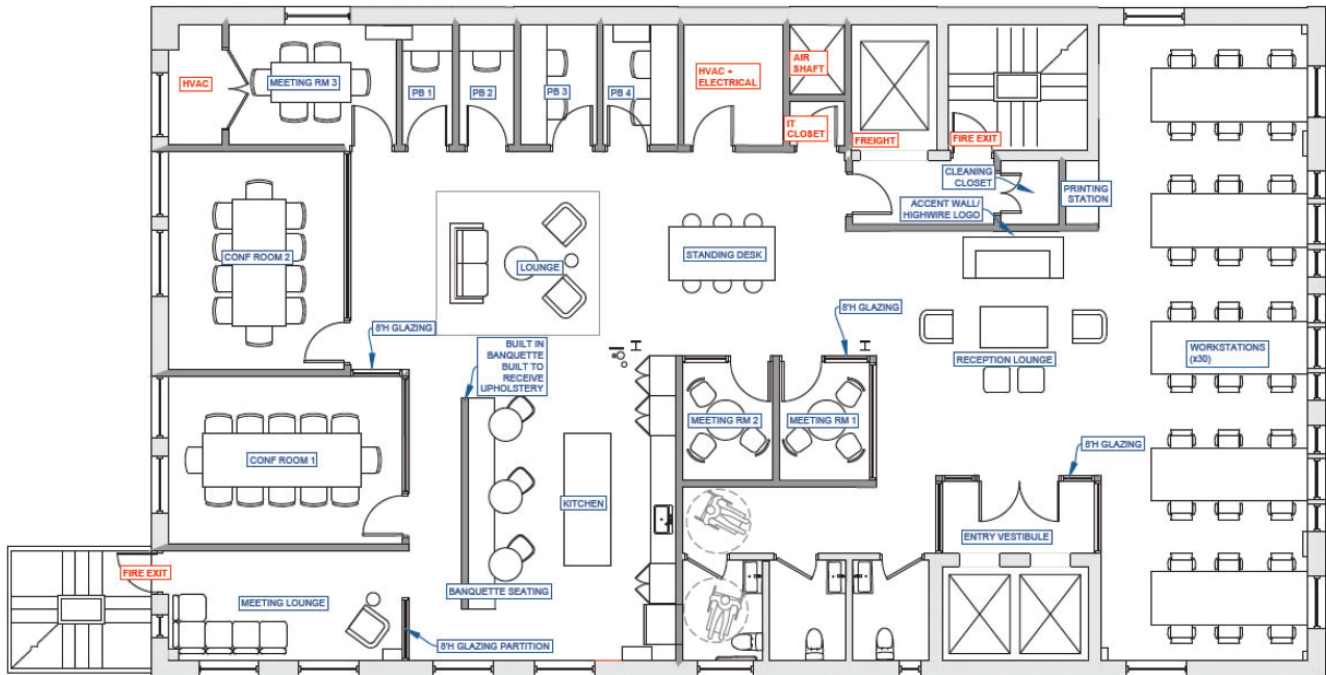 HVAC
MEETING RM 3
PB 1
PB 2
PB 3
PB 4
HVAC +
ELECTRICAL
AIR
SHAFT
IT
CLOSET
FREIGHT
FIRE EXIT
CLEANING
CLOSET
PRINTING
STATION
ACCENT WALL/
HIGHWIRE LOGO
CONF ROOM 2
LOUNGE
STANDING DESK
8'H GLAZING
BUILT IN
BANQUETTE
BUILT TO
RECEIVE
UPHOLSTERY
8'H GLAZING
RECEPTION LOUNGE
WORKSTATIONS
(x30)
MEETING RM 2
MEETING RM 1
CONF ROOM 1
KITCHEN
8'H GLAZING
ENTRY VESTIBULE
FIRE EXIT
MEETING LOUNGE
BANQUETTE SEATING
8'H GLAZING PARTITION